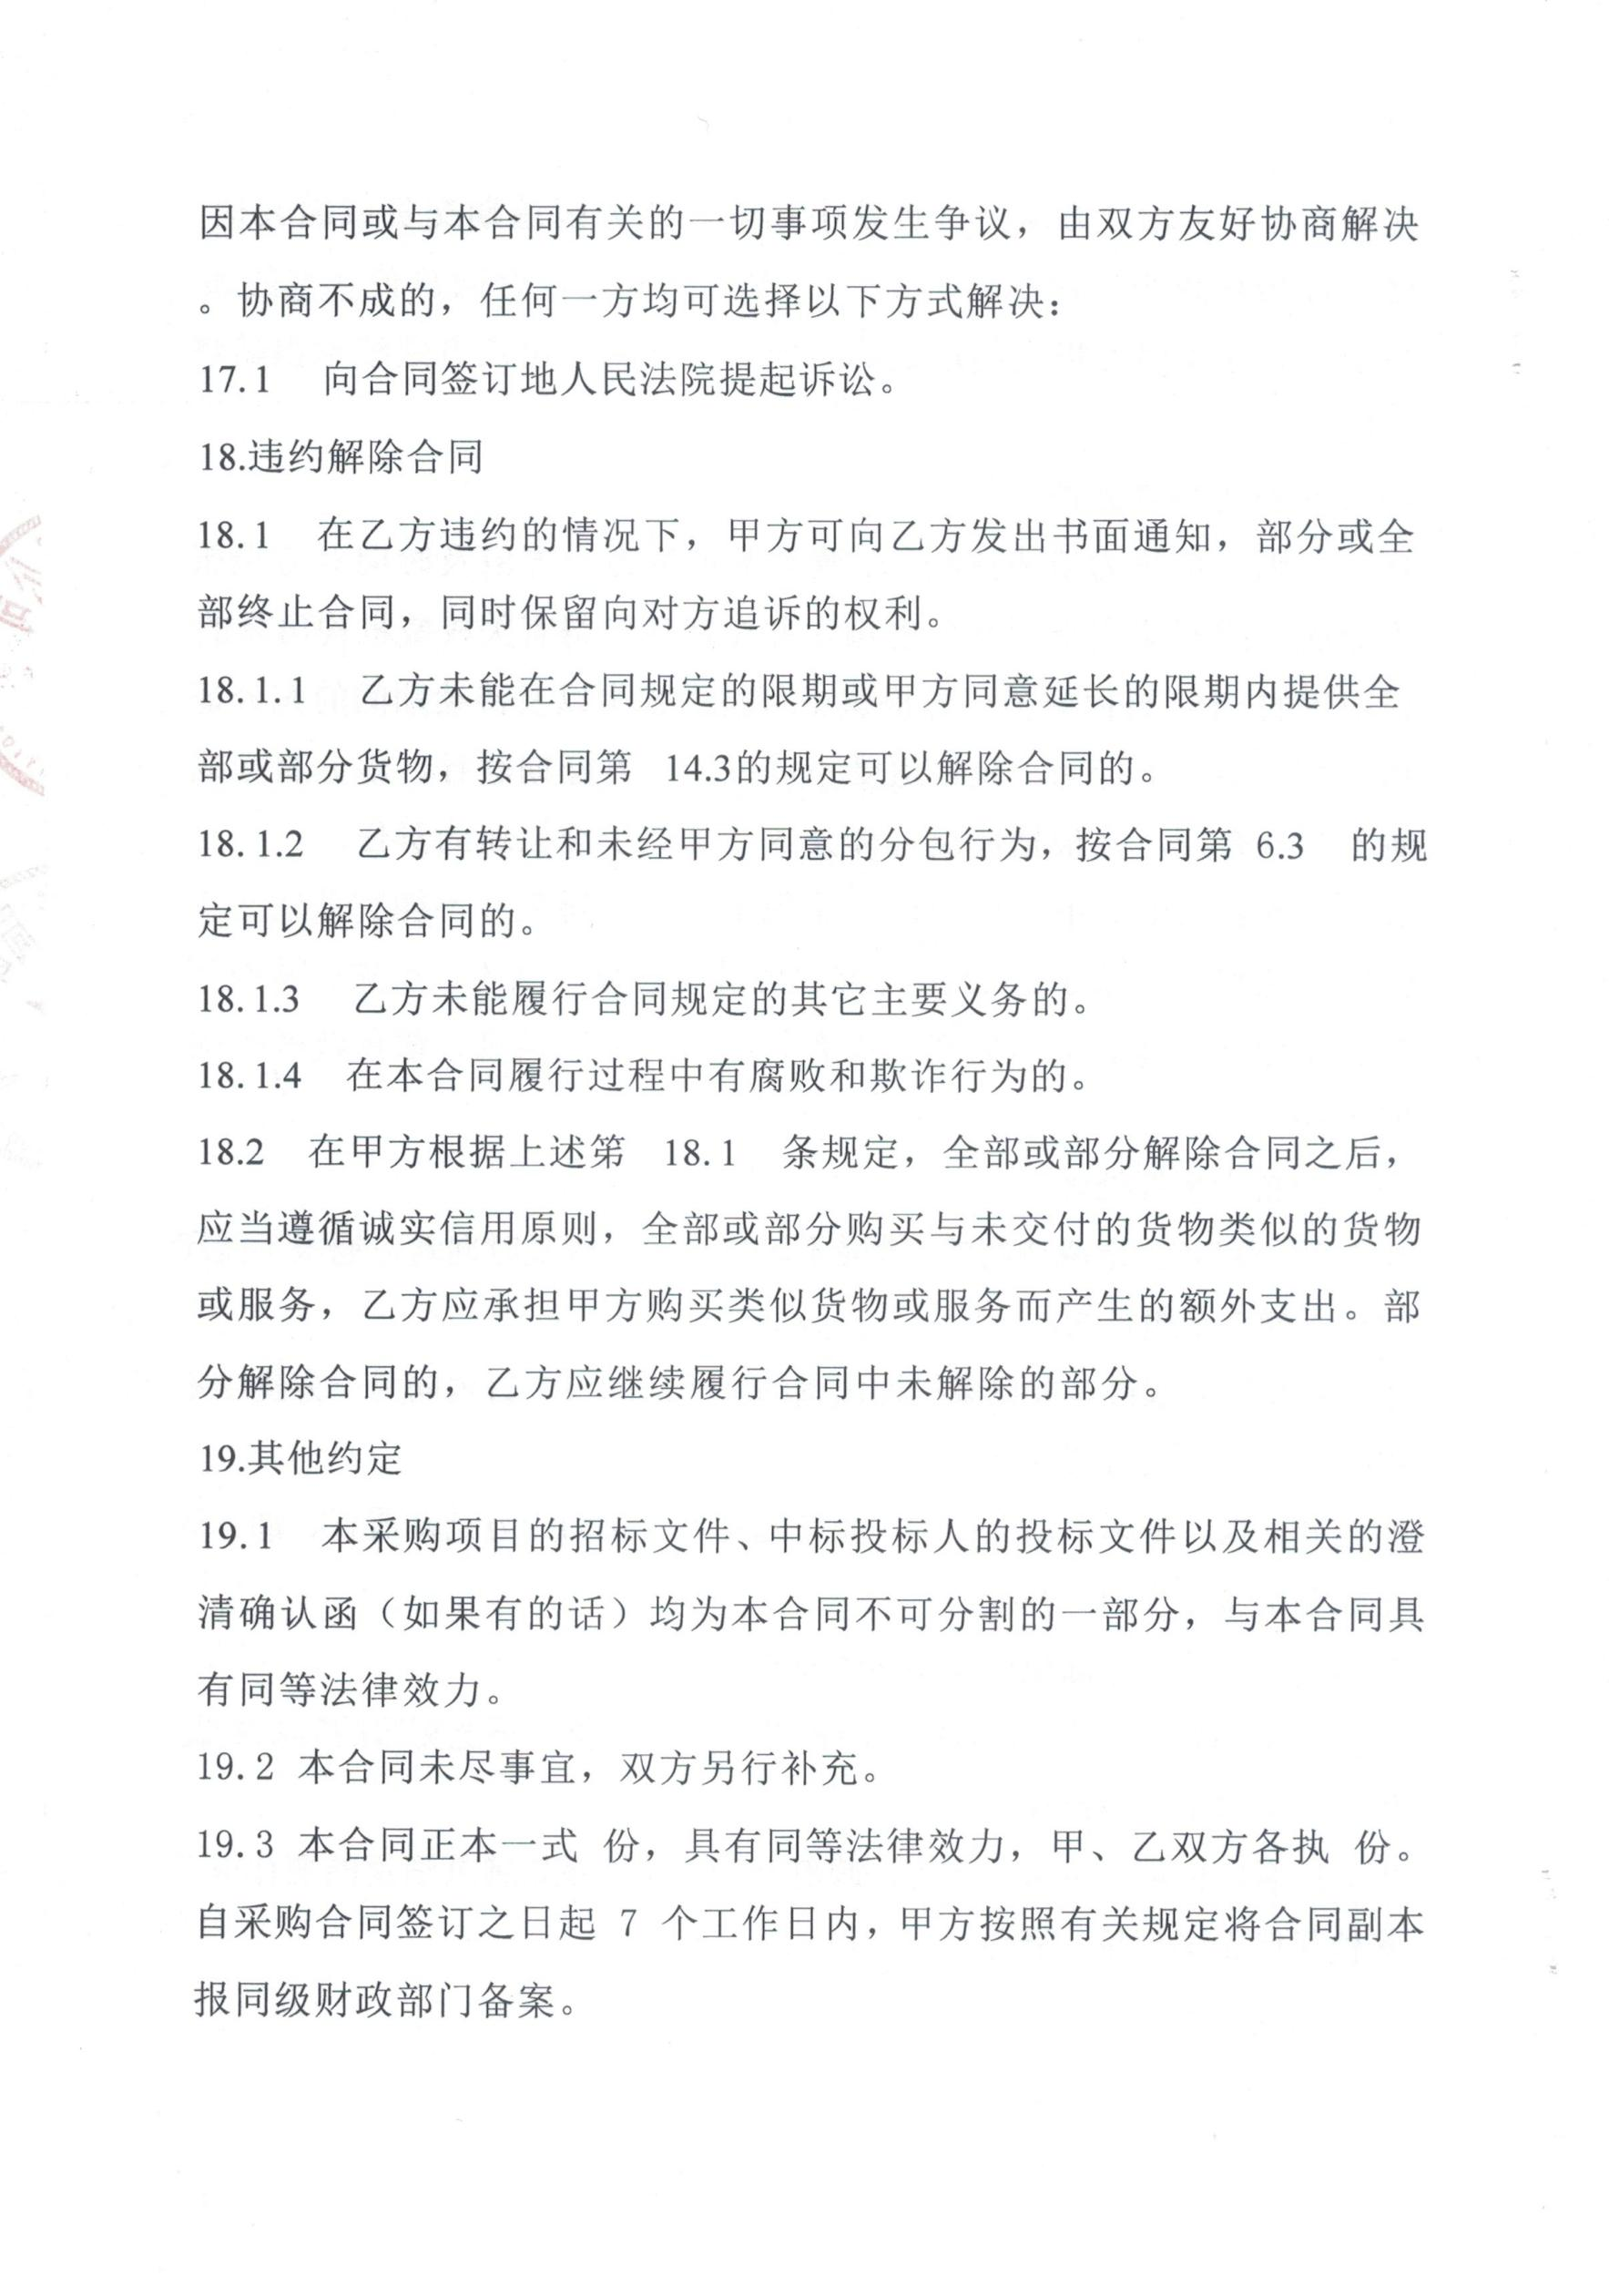 因本合同或与本合同有关的一切事项发生争议，由双方友好协商解决
。协商不成的，任何一方均可选择以下方式解决：
17.1 向合同签订地人民法院提起诉讼。
18.违约解除合同
18.1 在乙方违约的情况下，甲方可向乙方发出书面通知，部分或全
部终止合同，同时保留向对方追诉的权利。
18.1.1 乙方未能在合同规定的限期或甲方同意延长的限期内提供全
部或部分货物，按合同第 14.3的规定可以解除合同的。
18.1.2 乙方有转让和未经甲方同意的分包行为，按合同第 6.3 的规
定可以解除合同的。
18.1.3 乙方未能履行合同规定的其它主要义务的。
18.1.4 在本合同履行过程中有腐败和欺诈行为的。
18.2 在甲方根据上述第 18.1 条规定，全部或部分解除合同之后，
应当遵循诚实信用原则，全部或部分购买与未交付的货物类似的货物
或服务，乙方应承担甲方购买类似货物或服务而产生的额外支出。部
分解除合同的，乙方应继续履行合同中未解除的部分。
19.其他约定
19.1 本采购项目的招标文件、中标投标人的投标文件以及相关的澄
清确认函（如果有的话）均为本合同不可分割的一部分，与本合同具
有同等法律效力。
19.2 本合同未尽事宜，双方另行补充。
19.3 本合同正本一式 份，具有同等法律效力，甲、乙双方各执 份。
自采购合同签订之日起 7 个工作日内，甲方按照有关规定将合同副本
报同级财政部门备案。